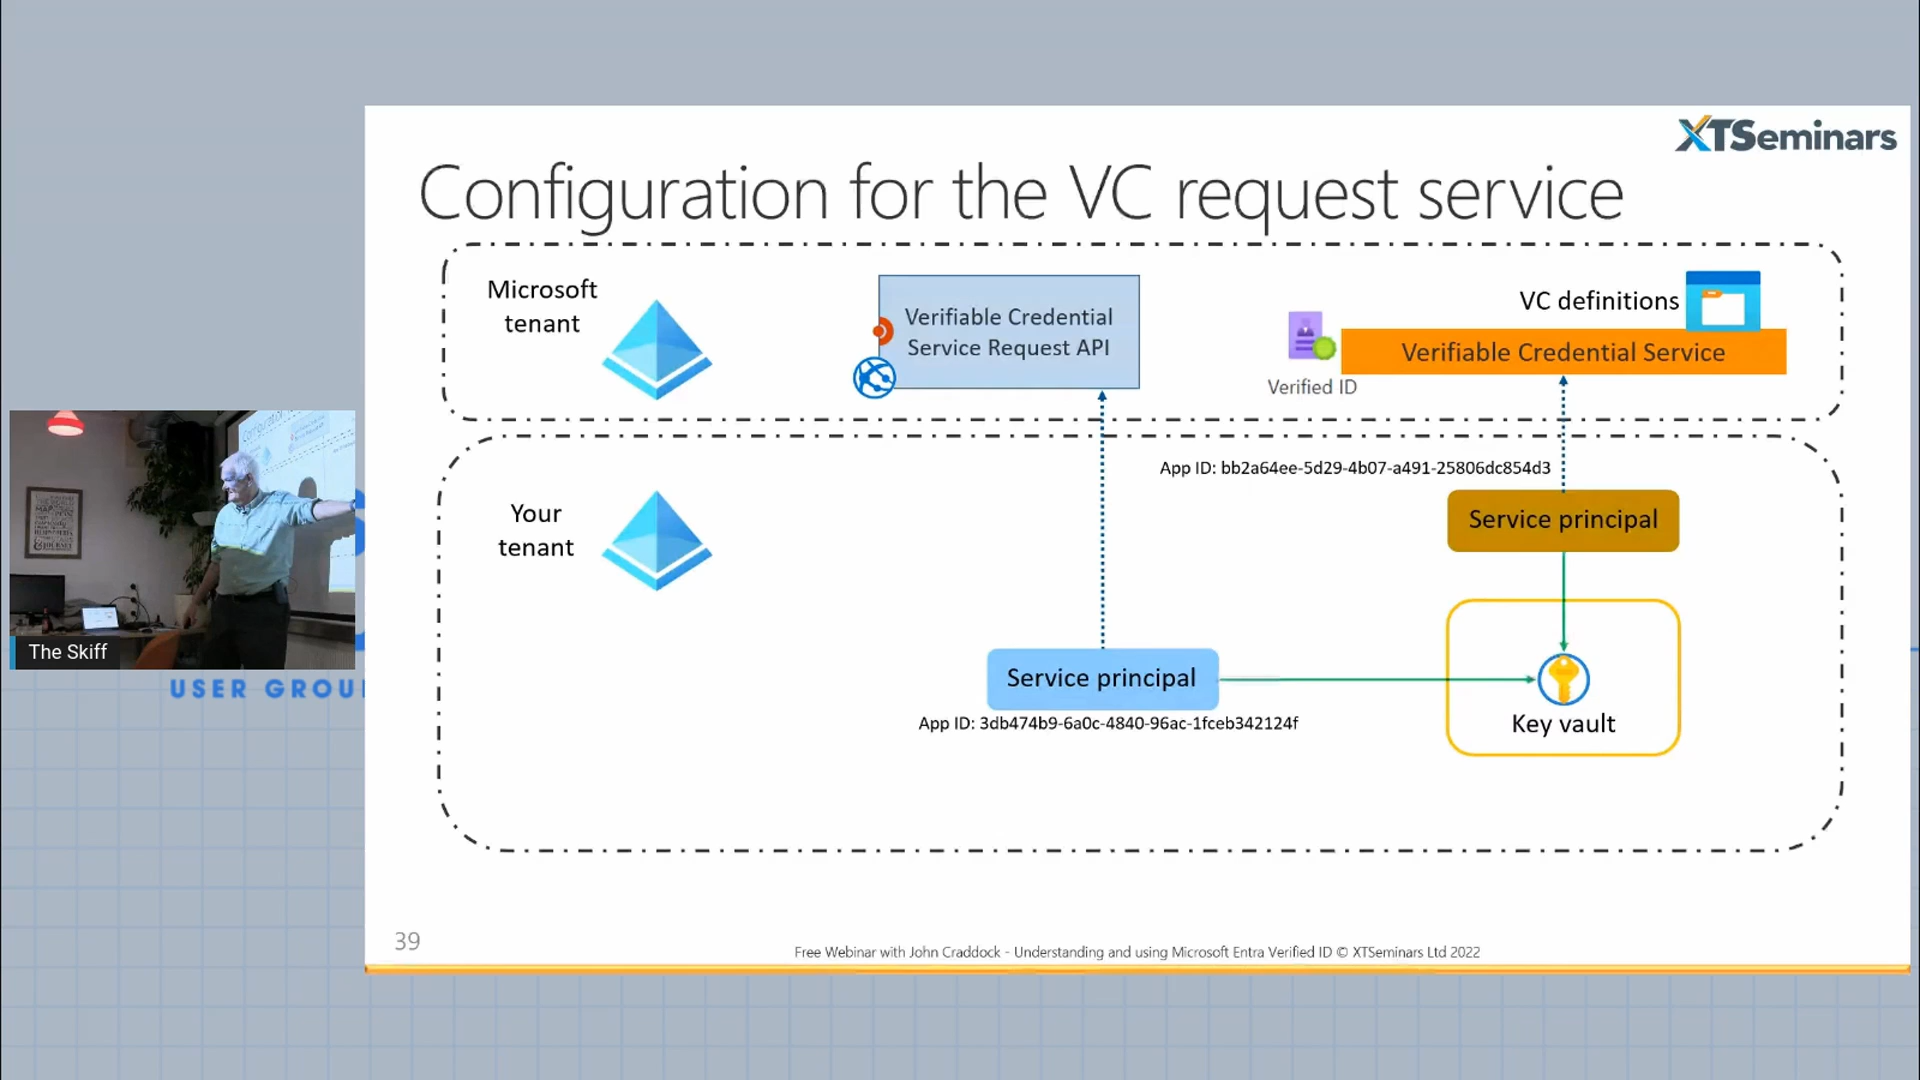 XTSeminars
Configuration for the VC request service
Microsoft
tenant
Verifiable Credential
Service Request API
VC definitions
Verifiable Credential Service
Verified ID
App ID: bb2a64ee-5d29-4b07-a491-25806dc854d3
Your
tenant
Service principal
Service principal
App ID: 3db474b9-6a0c-4840-96ac-1fceb342124f
Key vault
The Skiff
USER GROU
39
Free Webinar with John Craddock - Understanding and using Microsoft Entra Verified ID © XTSeminars Ltd 2022